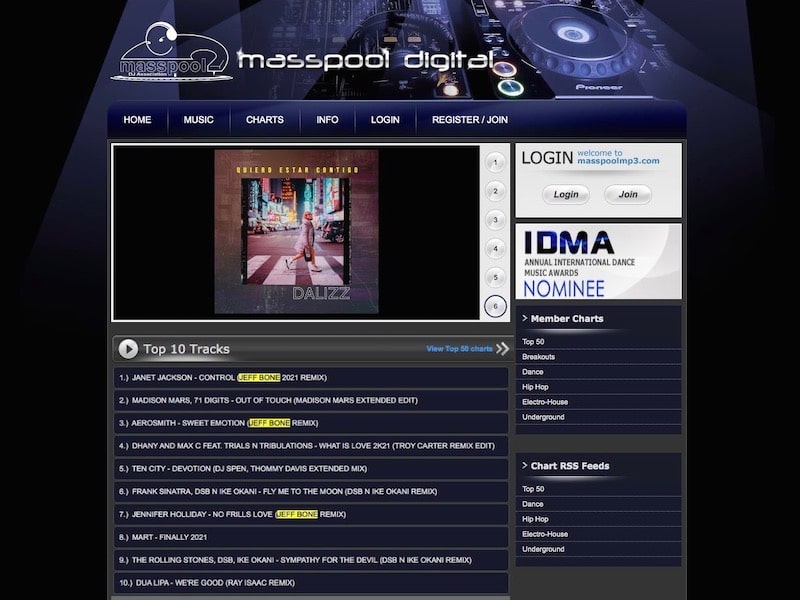 masspool
DJ Association
masspool digital
Pioneer
HOME
MUSIC
CHARTS
INFO
LOGIN
REGISTER / JOIN
QUIERO ESTAR CONTIGO
DALIZZ
1
2
3
4
5
6
LOGIN
welcome to
masspoolmp3.com
Login
Join
IDMA
ANNUAL INTERNATIONAL DANCE
MUSIC AWARDS
NOMINEE
> Member Charts
Top 50
Breakouts
Dance
Hip Hop
Electro-House
Underground
Top 10 Tracks
View Top 50 charts
1.) JANET JACKSON - CONTROL (JEFF BONE 2021 REMIX)
2.) MADISON MARS, 71 DIGITS - OUT OF TOUCH (MADISON MARS EXTENDED EDIT)
3.) AEROSMITH - SWEET EMOTION (JEFF BONE REMIX)
4.) DHANY AND MAX C FEAT. TRIALS N TRIBULATIONS - WHAT IS LOVE 2K21 (TROY CARTER REMIX EDIT)
5.) TEN CITY - DEVOTION (DJ SPEN, THOMMY DAVIS EXTENDED MIX)
6.) FRANK SINATRA, DSB N IKE OKANI - FLY ME TO THE MOON (DSB N IKE OKANI REMIX)
7.) JENNIFER HOLLIDAY - NO FRILLS LOVE (JEFF BONE REMIX)
8.) MART - FINALLY 2021
9.) THE ROLLING STONES, DSB, IKE OKANI - SYMPATHY FOR THE DEVIL (DSB N IKE OKANI REMIX)
10.) DUA LIPA - WE'RE GOOD (RAY ISAAC REMIX)
> Chart RSS Feeds
Top 50
Dance
Hip Hop
Electro-House
Underground